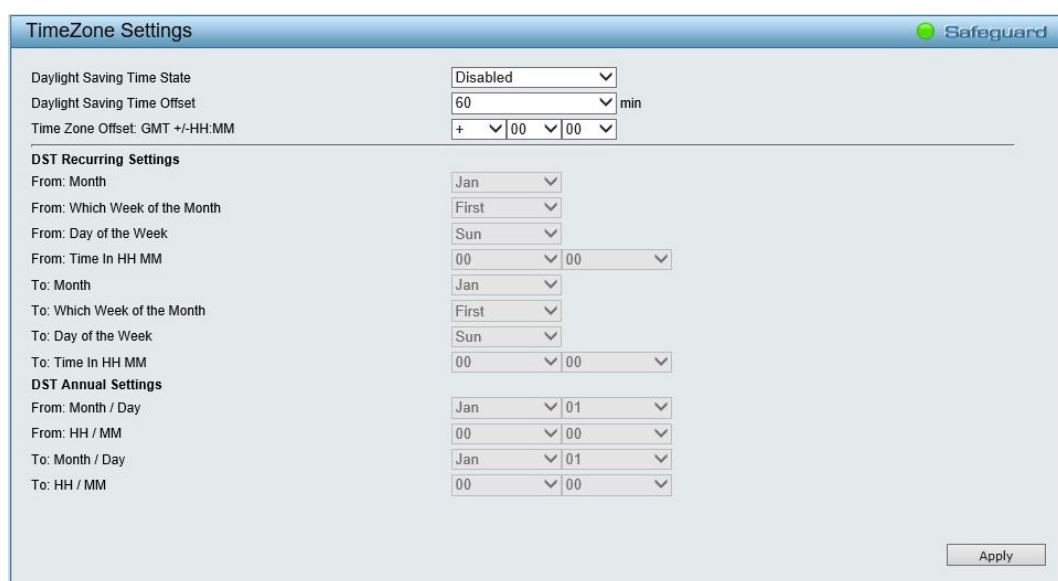 TimeZone Settings Safeguard
Daylight Saving Time State Disabled
Daylight Saving Time Offset 60 min
Time Zone Offset: GMT +/-HH:MM + 00 00
DST Recurring Settings
From: Month Jan
From: Which Week of the Month First
From: Day of the Week Sun
From: Time In HH MM 00 00
To: Month Jan
To: Which Week of the Month First
To: Day of the Week Sun
To: Time In HH MM 00 00
DST Annual Settings
From: Month / Day Jan 01
From: HH / MM 00 00
To: Month / Day Jan 01
To: HH / MM 00 00
Apply